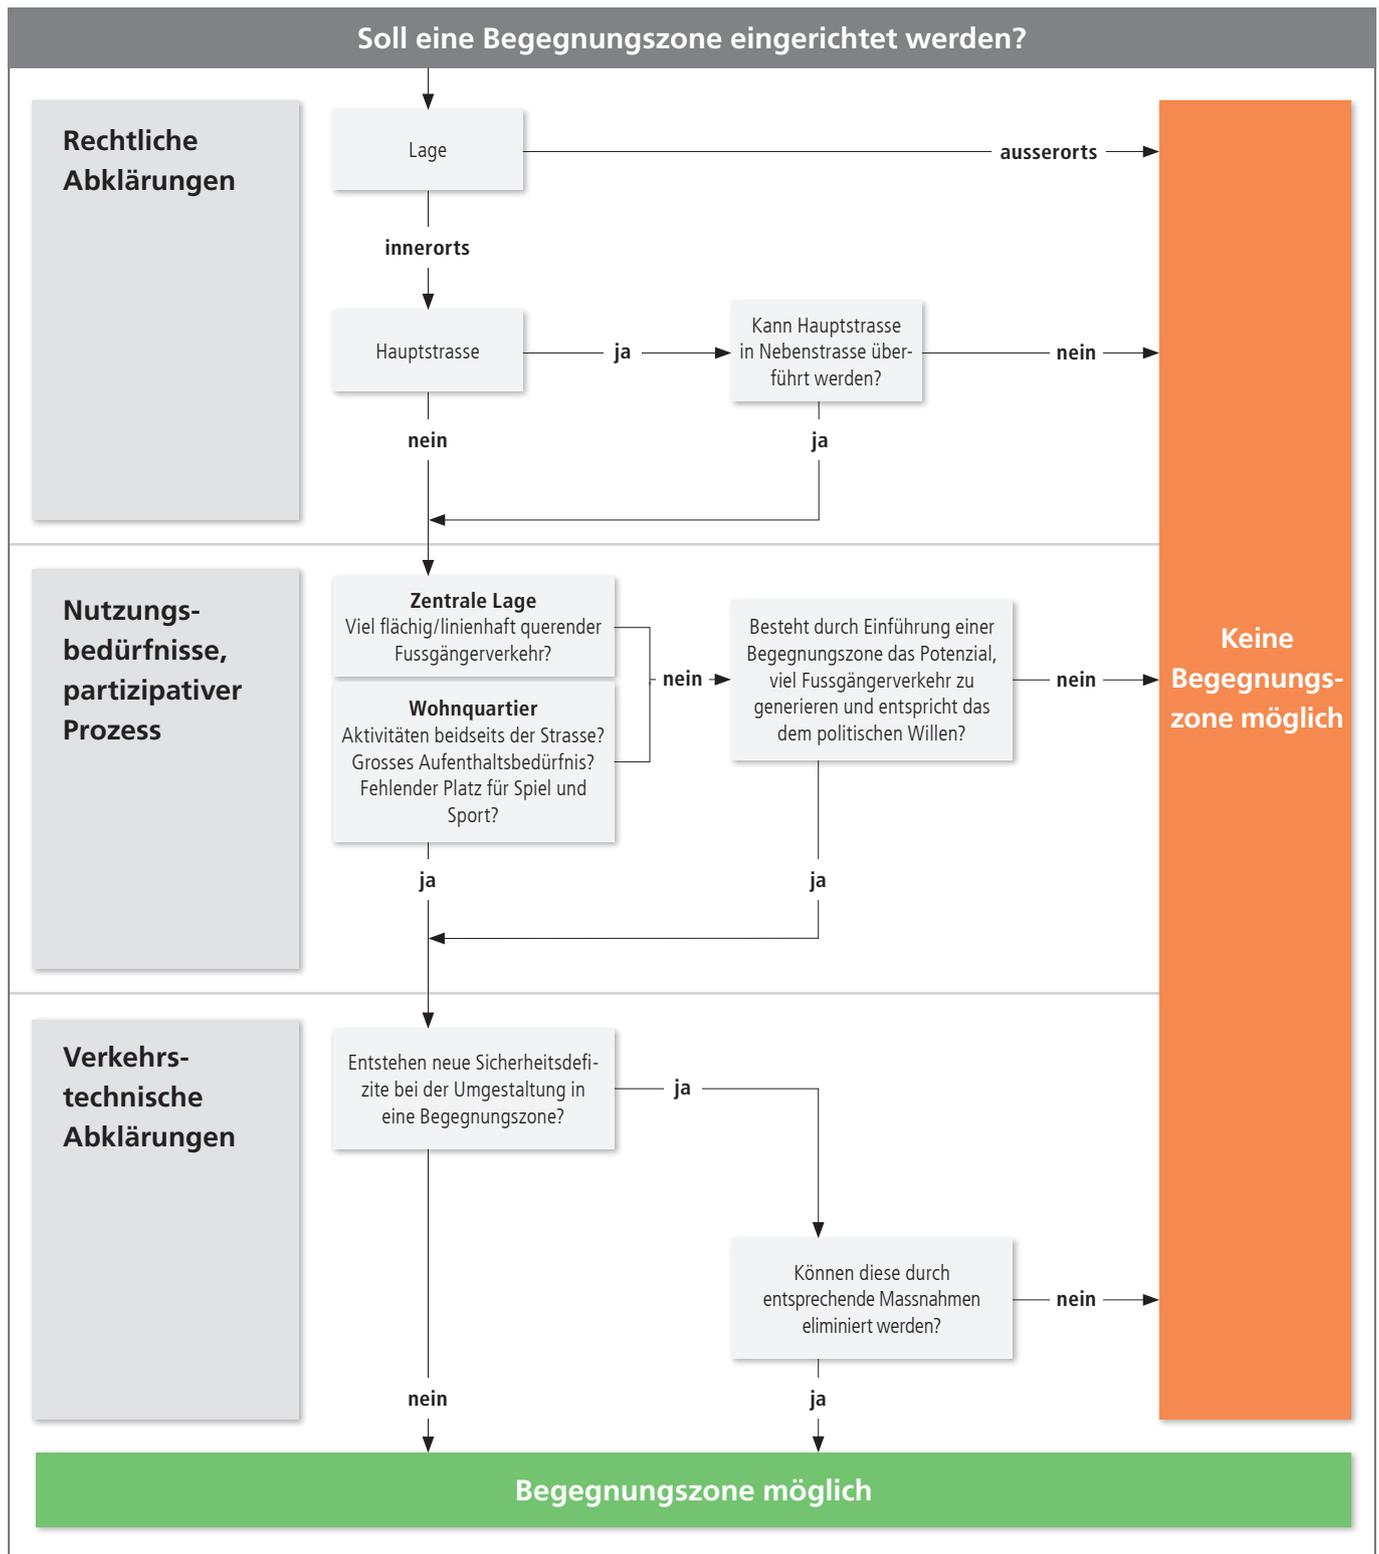 Soll eine Begegnungszone eingerichtet werden?
Rechtliche
Abklärungen
Lage
ausserorts
innerorts
Hauptstrasse
ja
Kann Hauptstrasse
in Nebenstrasse über-
führt werden?
nein
nein
ja
Nutzungs-
bedürfnisse,
partizipativer
Prozess
Zentrale Lage
Viel flächig/linienhaft querender
Fussgängerverkehr?
Wohnquartier
Aktivitäten beidseits der Strasse?
Grosses Aufenthaltsbedürfnis?
Fehlender Platz für Spiel und
Sport?
nein
Besteht durch Einführung einer
Begegnungszone das Potenzial,
viel Fussgängerverkehr zu
generieren und entspricht das
dem politischen Willen?
nein
Keine
Begegnungs-
zone möglich
ja
ja
Verkehrs-
technische
Abklärungen
Entstehen neue Sicherheitsdefi-
zite bei der Umgestaltung in
eine Begegnungszone?
ja
Können diese durch
entsprechende Massnahmen
eliminiert werden?
nein
nein
ja
Begegnungszone möglich